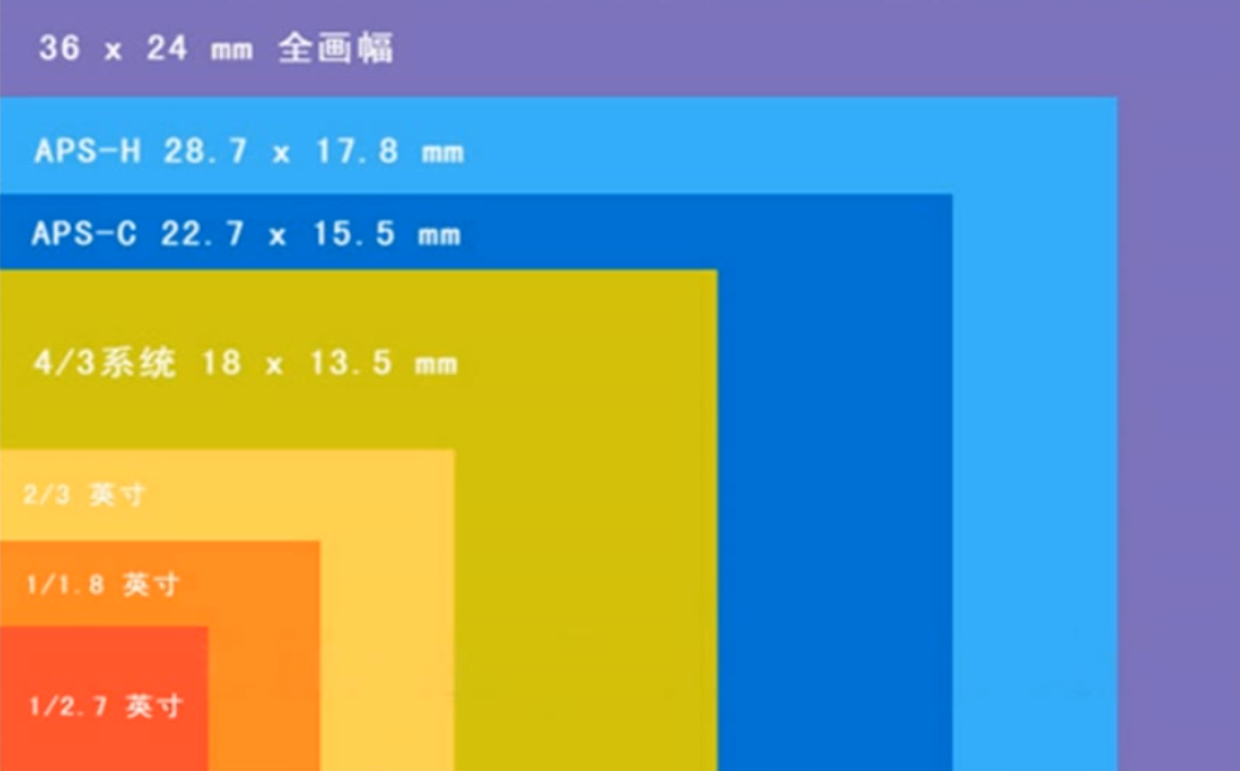 36 x 24 mm 全画幅
APS-H 28.7 x 17.8 mm
APS-C 22.7 x 15.5 mm
4/3系统 18 x 13.5 mm
2/3 英寸
1/1.8 英寸
1/2.7 英寸